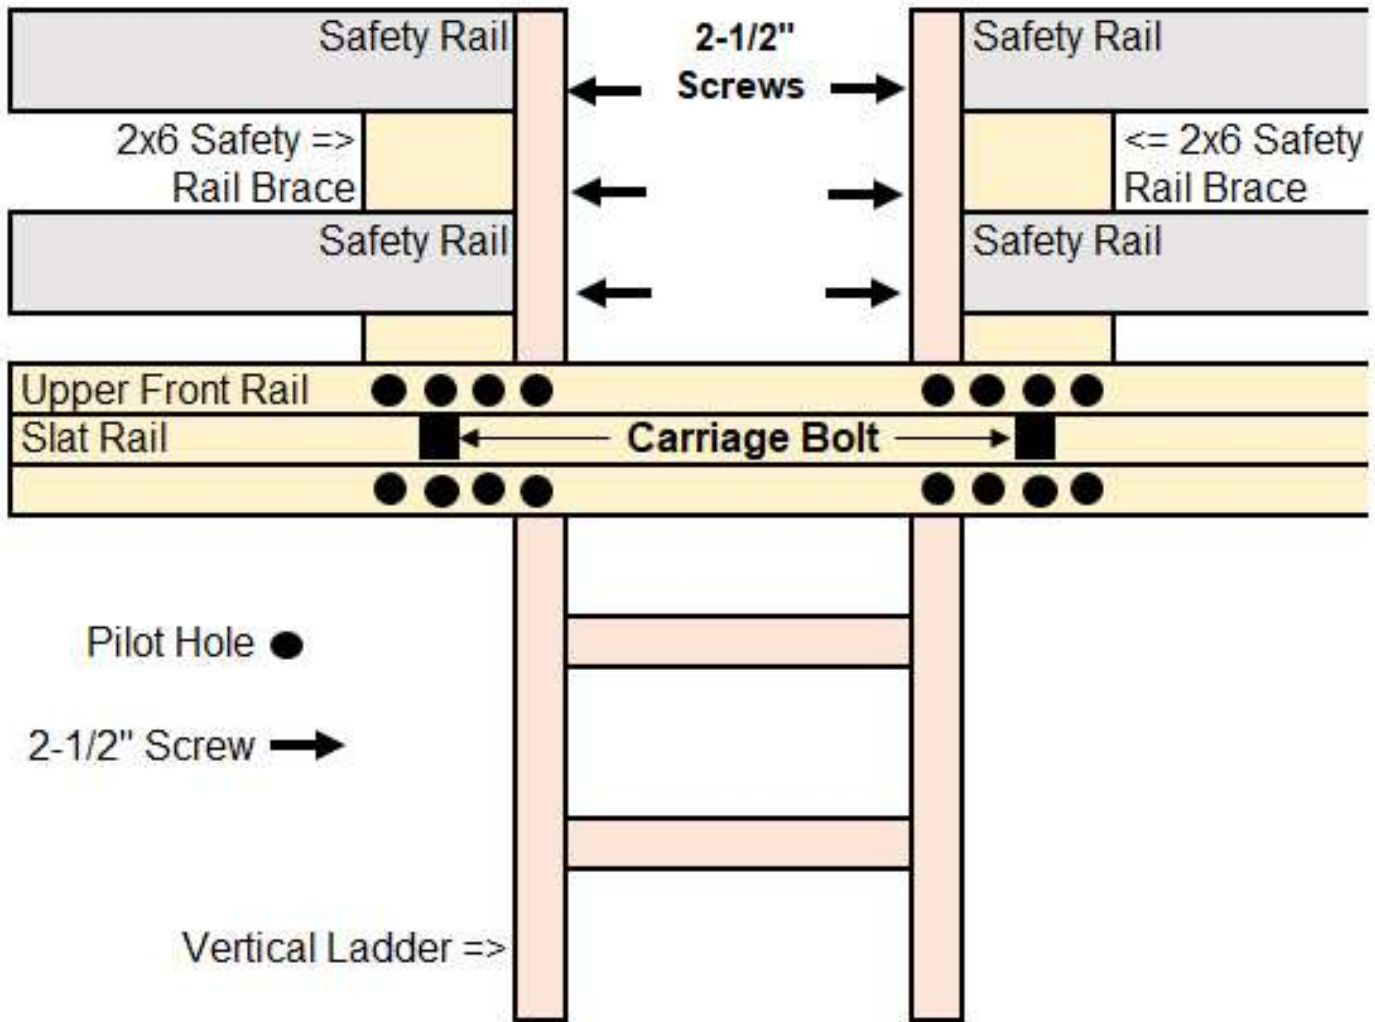 Safety Rail
2-1/2"
Screws
Safety Rail
2x6 Safety =>
Rail Brace
<= 2x6 Safety
Rail Brace
Safety Rail
Safety Rail
Upper Front Rail
Slat Rail
Carriage Bolt
Pilot Hole
2-1/2" Screw
Vertical Ladder =>